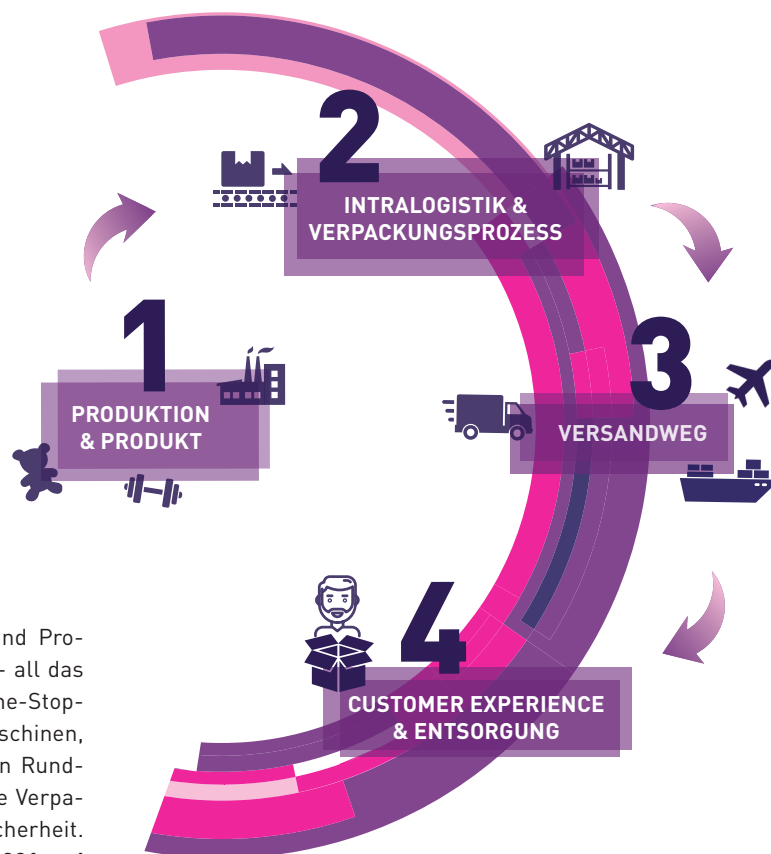 2
INTRALOGISTIK &
VERPACKUNGSPROZESS
1
PRODUKTION
& PRODUKT
3
VERSANDWEG
4
CUSTOMER EXPERIENCE
& ENTSORGUNG
nd Pro-
– all das
ne-Stop-
schinen,
n Rund-
e Verpa-
cherheit.